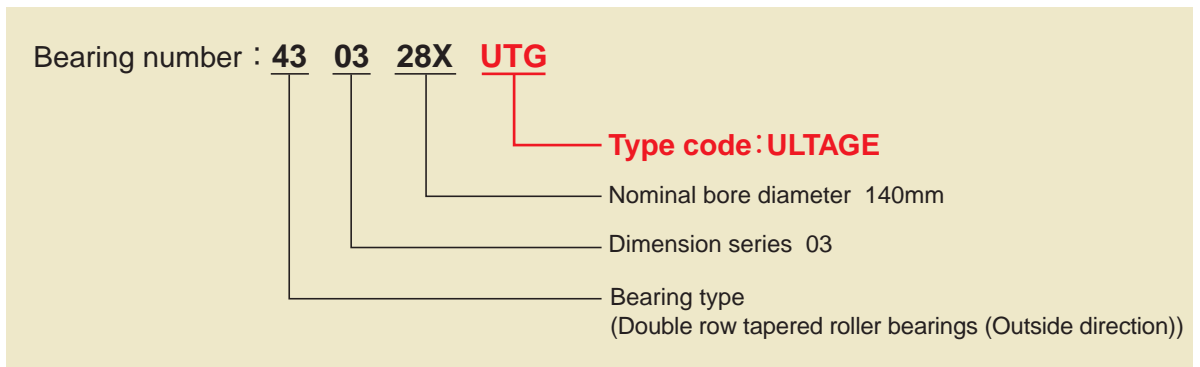 Bearing number : 43 03 28X UTG
Type code:ULTAGE
Nominal bore diameter 140mm
Dimension series 03
Bearing type
(Double row tapered roller bearings (Outside direction))